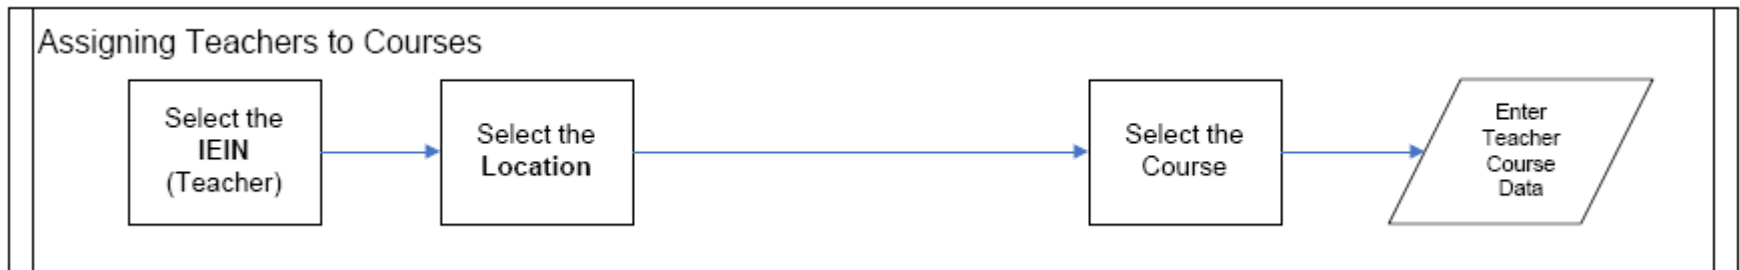 Assigning Teachers to Courses
Select the
IEIN
(Teacher)
Select the
Location
Select the
Course
Enter
Teacher
Course
Data